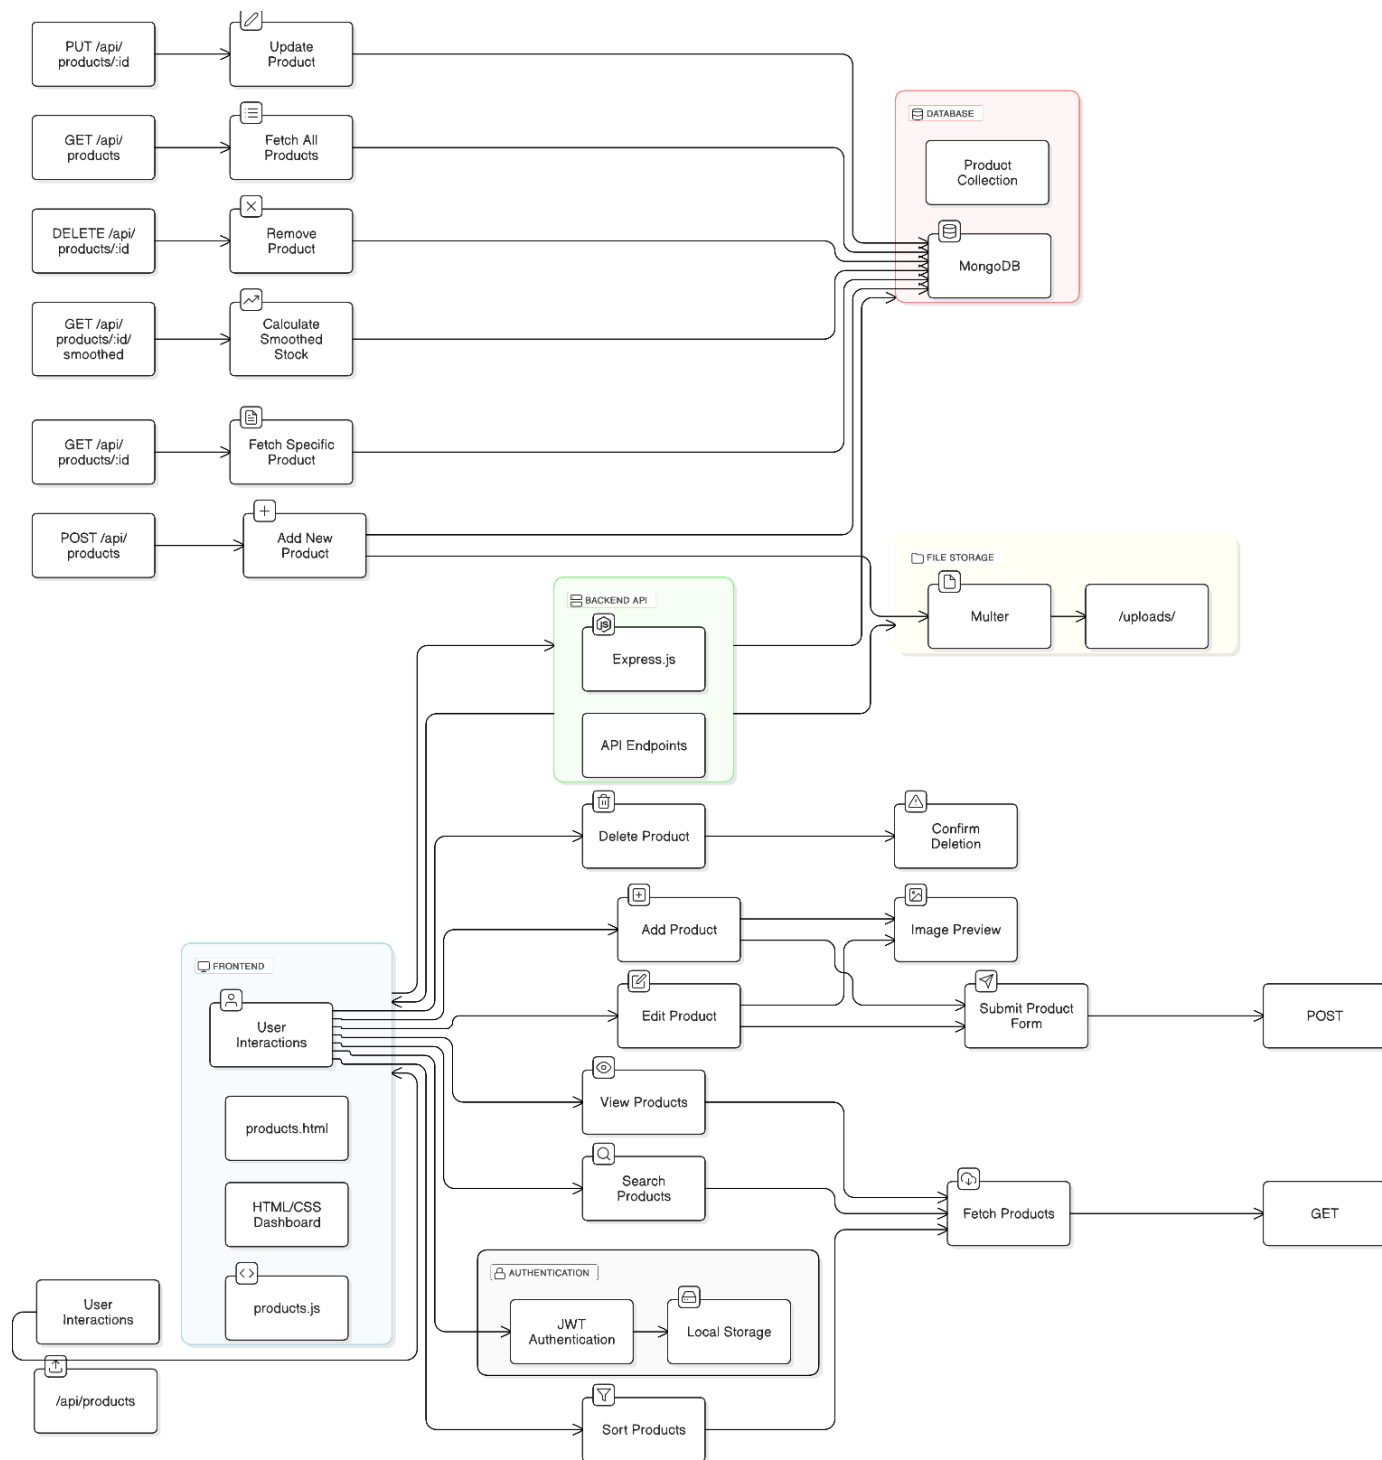 PUT /api/
products/:id
Update
Product
GET /api/
products
Fetch All
Products
DELETE /api/
products/:id
Remove
Product
GET /api/
products/:id/
smoothed
Calculate
Smoothed
Stock
GET /api/
products/:id
Fetch Specific
Product
POST /api/
products
Add New
Product
DATABASE
Product
Collection
MongoDB
FILE STORAGE
Multer
/uploads/
BACKEND API
JS
Express.js
API Endpoints
Delete Product
Confirm
Deletion
Add Product
Image Preview
Edit Product
Submit Product
Form
POST
View Products
Search
Products
Fetch Products
GET
FRONTEND
User
Interactions
products.html
HTML/CSS
Dashboard
products.js
User
Interactions
/api/products
AUTHENTICATION
JWT
Authentication
Local Storage
Sort Products